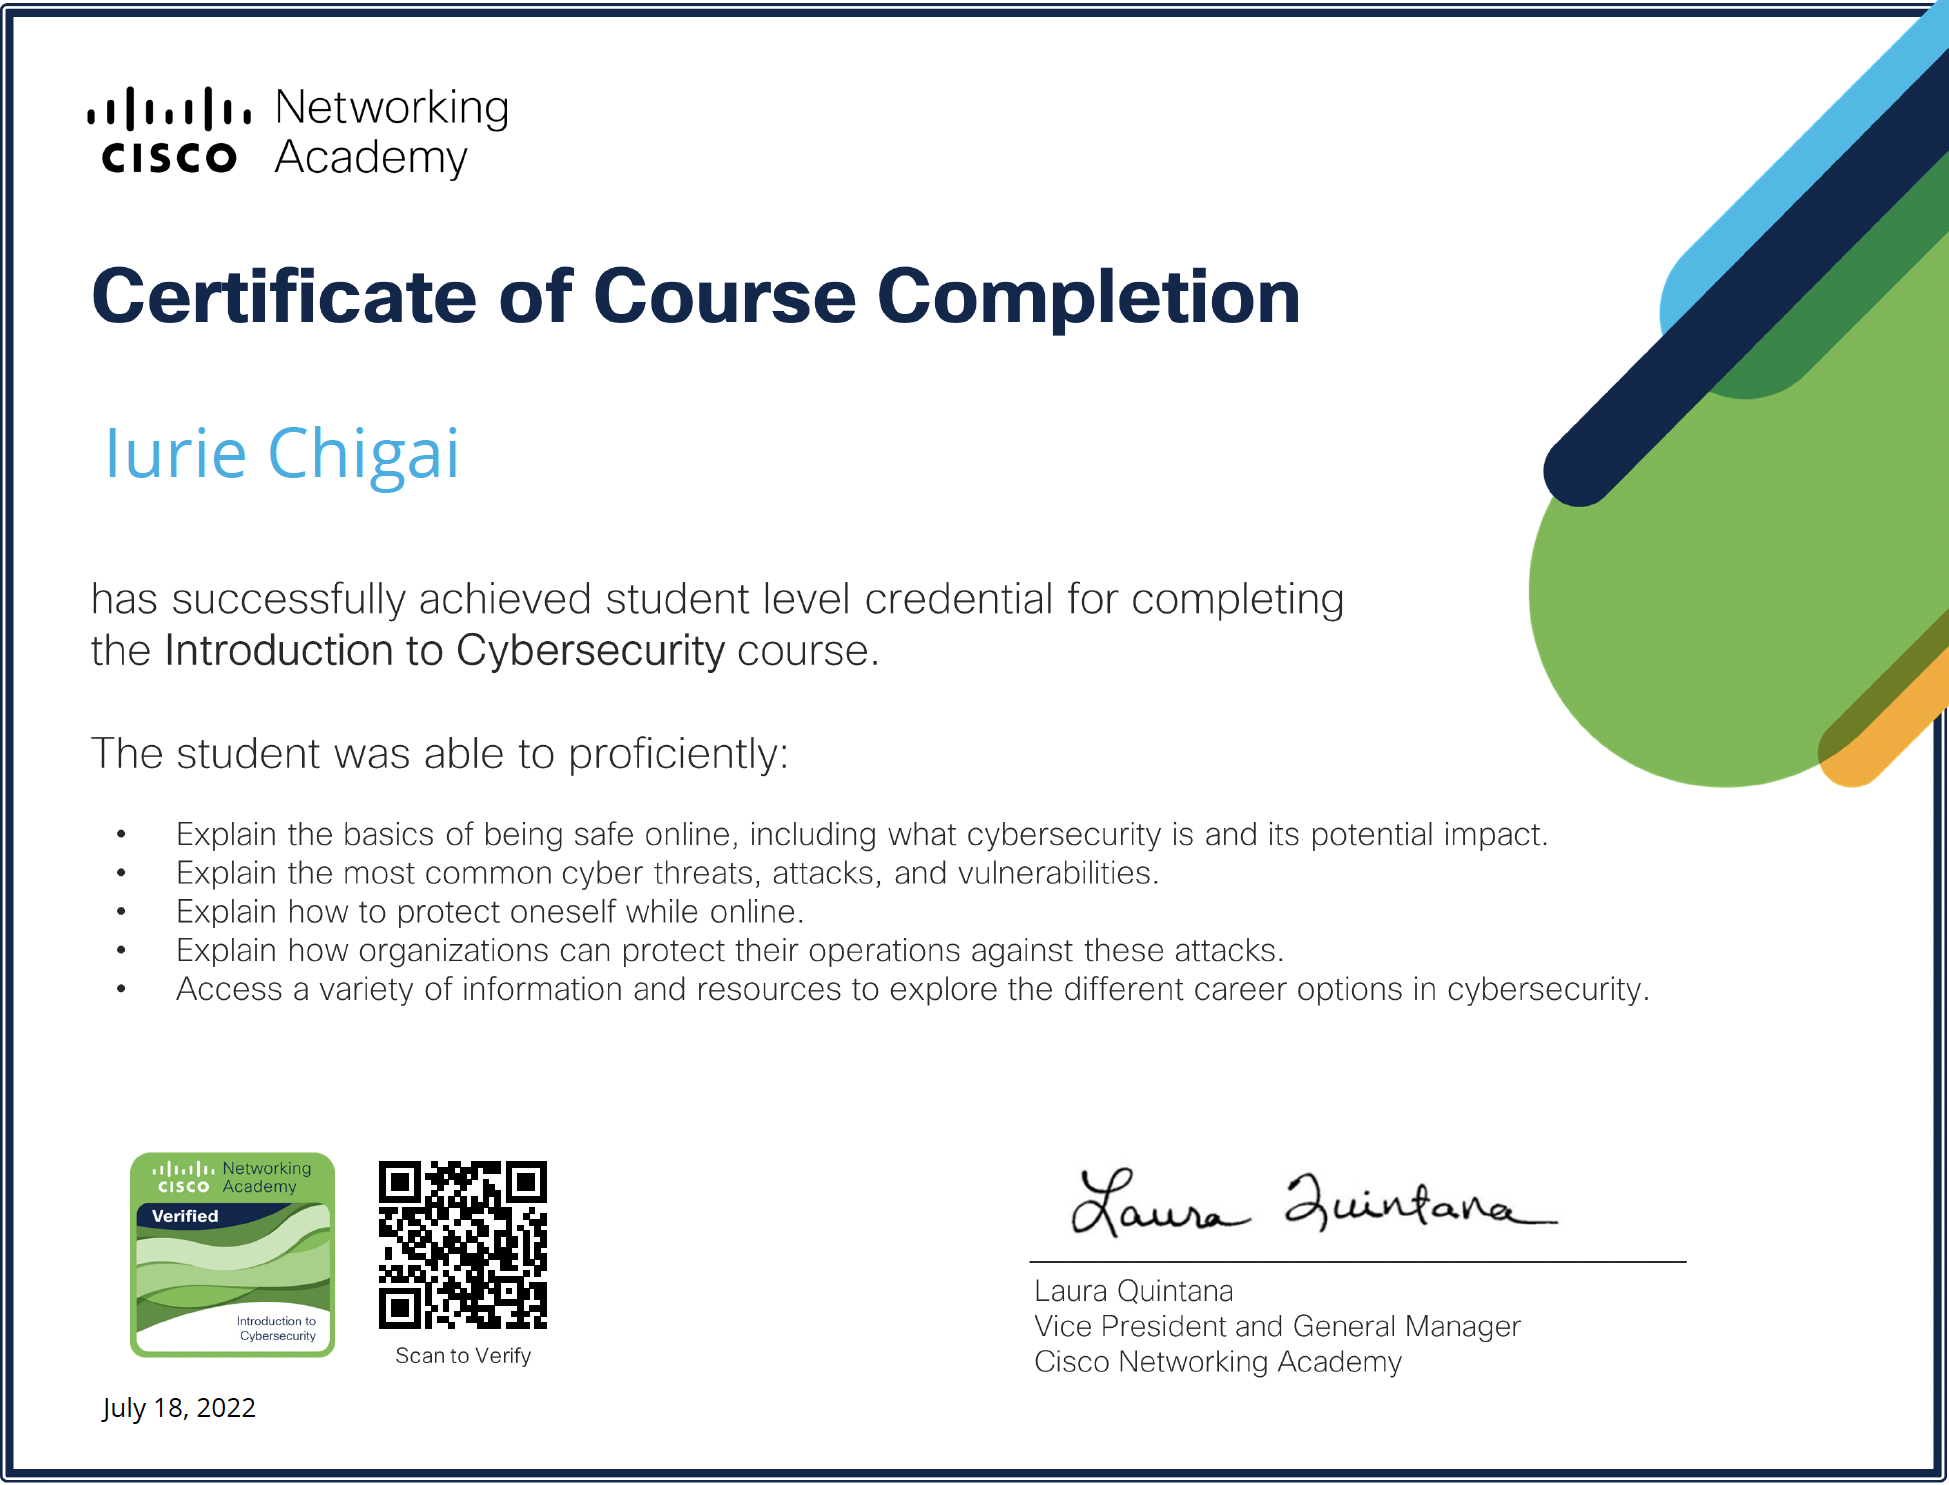 Networking
CISCO Academy
Certificate of Course Completion
Iurie Chigai
has successfully achieved student level credential for completing
the Introduction to Cybersecurity course.
The student was able to proficiently:
• Explain the basics of being safe online, including what cybersecurity is and its potential impact.
• Explain the most common cyber threats, attacks, and vulnerabilities.
• Explain how to protect oneself while online.
• Explain how organizations can protect their operations against these attacks.
• Access a variety of information and resources to explore the different career options in cybersecurity.
Networking
CISCO Academy
Verified
Introduction to
Cybersecurity
Scan to Verify
July 18, 2022
Laura Quintana
Laura Quintana
Vice President and General Manager
Cisco Networking Academy